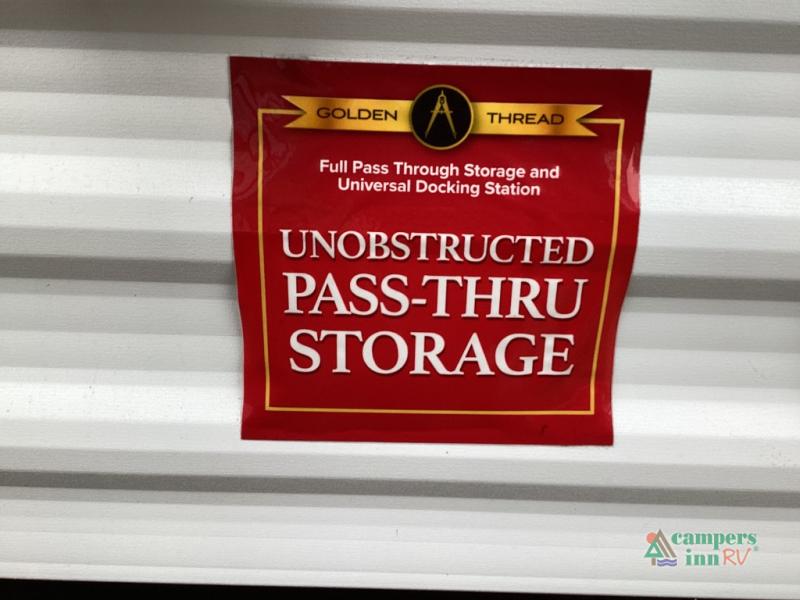 GOLDEN THREAD
Full Pass Through Storage and
Universal Docking Station
UNOBSTRUCTED
PASS-THRU
STORAGE
campers
inn RV®